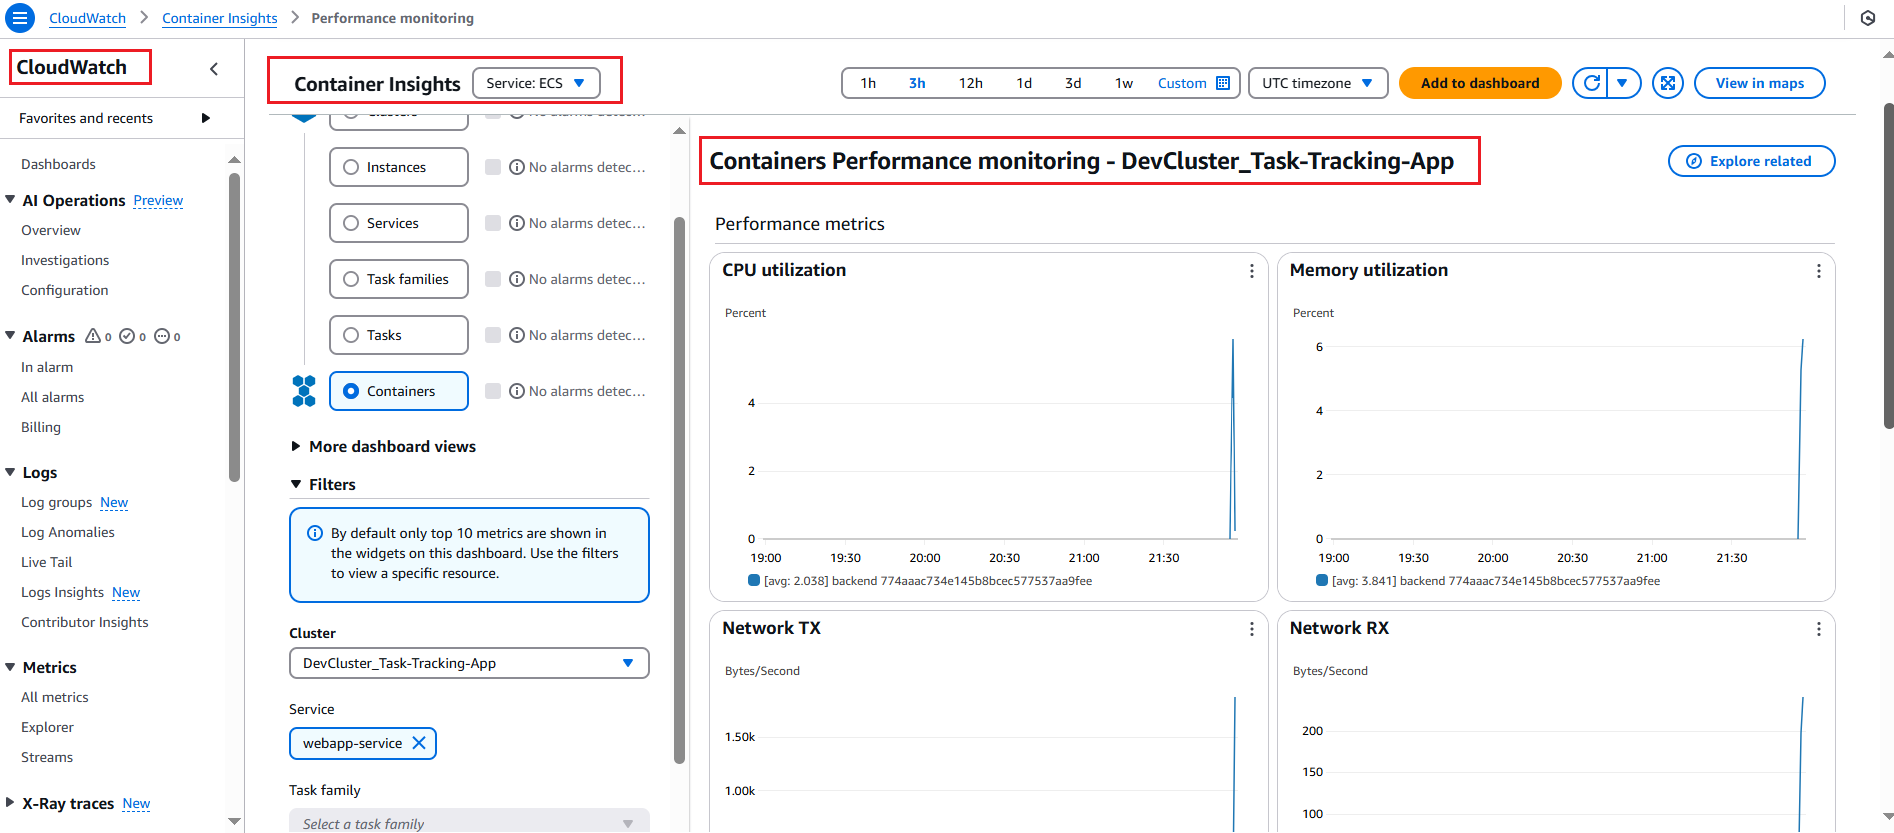 CloudWatch > Container Insights > Performance monitoring
CloudWatch
Favorites and recents
Dashboards
AI Operations Preview
Overview
Investigations
Configuration
Alarms 0 0 0
In alarm
All alarms
Billing
Logs
Log groups New
Log Anomalies
Live Tail
Logs Insights New
Contributor Insights
Metrics
All metrics
Explorer
Streams
X-Ray traces New
Container Insights Service: ECS
1h 3h 12h 1d 3d 1w Custom UTC timezone Add to dashboard View in maps
Clusters No alarms detec...
Instances No alarms detec...
Services No alarms detec...
Task families No alarms detec...
Tasks No alarms detec...
Containers No alarms detec...
More dashboard views
Filters
By default only top 10 metrics are shown in
the widgets on this dashboard. Use the filters
to view a specific resource.
Cluster
DevCluster_Task-Tracking-App
Service
webapp-service
Task family
Select a task family
Containers Performance monitoring - DevCluster_Task-Tracking-App
Explore related
Performance metrics
CPU utilization
Percent
4
2
0
19:00 19:30 20:00 20:30 21:00 21:30
[avg: 2.038] backend 774aaac734e145b8bcec577537aa9fee
Memory utilization
Percent
6
4
2
0
19:00 19:30 20:00 20:30 21:00 21:30
[avg: 3.841] backend 774aaac734e145b8bcec577537aa9fee
Network TX
Bytes/Second
1.50k
1.00k
Network RX
Bytes/Second
200
150
100